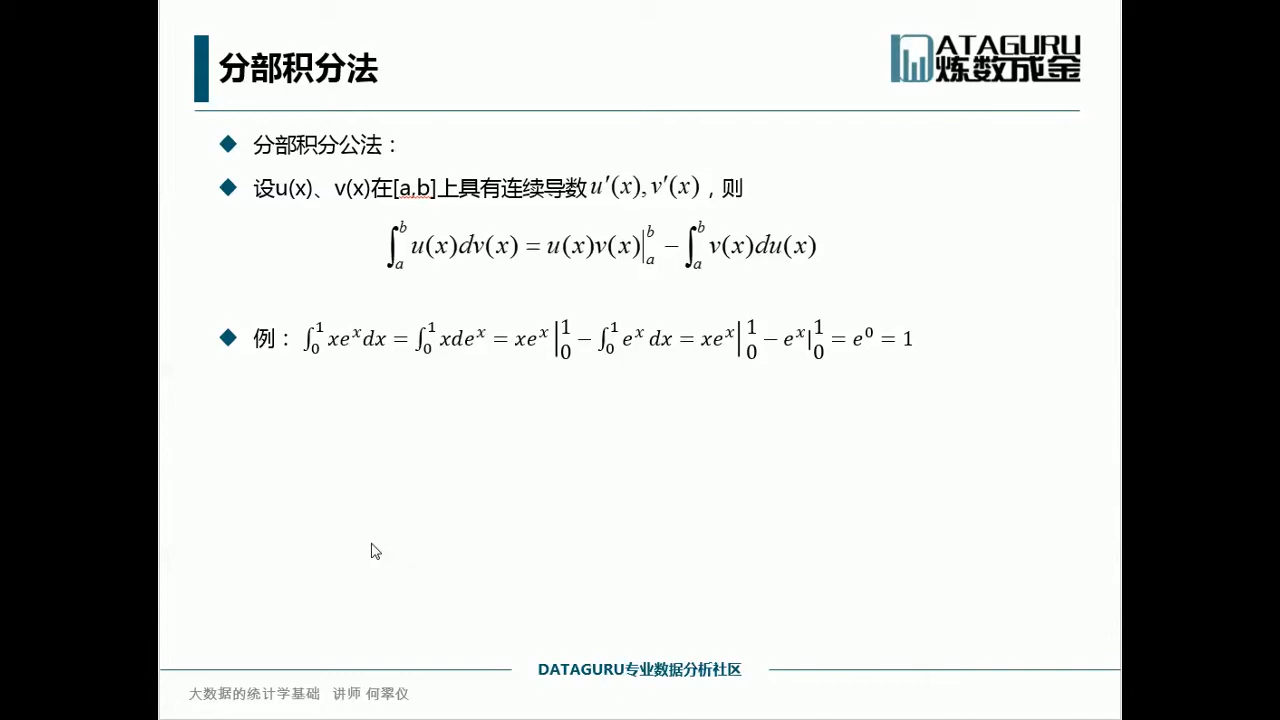 分部积分法
DATAGURU
炼数成金
分部积分公法：
设u(x)、v(x)在[a,b]上具有连续导数 u′(x), v′(x)，则
∫_a^b u(x)dv(x) = u(x)v(x)|_a^b − ∫_a^b v(x)du(x)
例：∫_0^1 xe^x dx = ∫_0^1 xde^x = xe^x |_0^1 − ∫_0^1 e^x dx = xe^x |_0^1 − e^x |_0^1 = e^0 = 1
DATAGURU专业数据分析社区
大数据的统计学基础 讲师 何翠仪